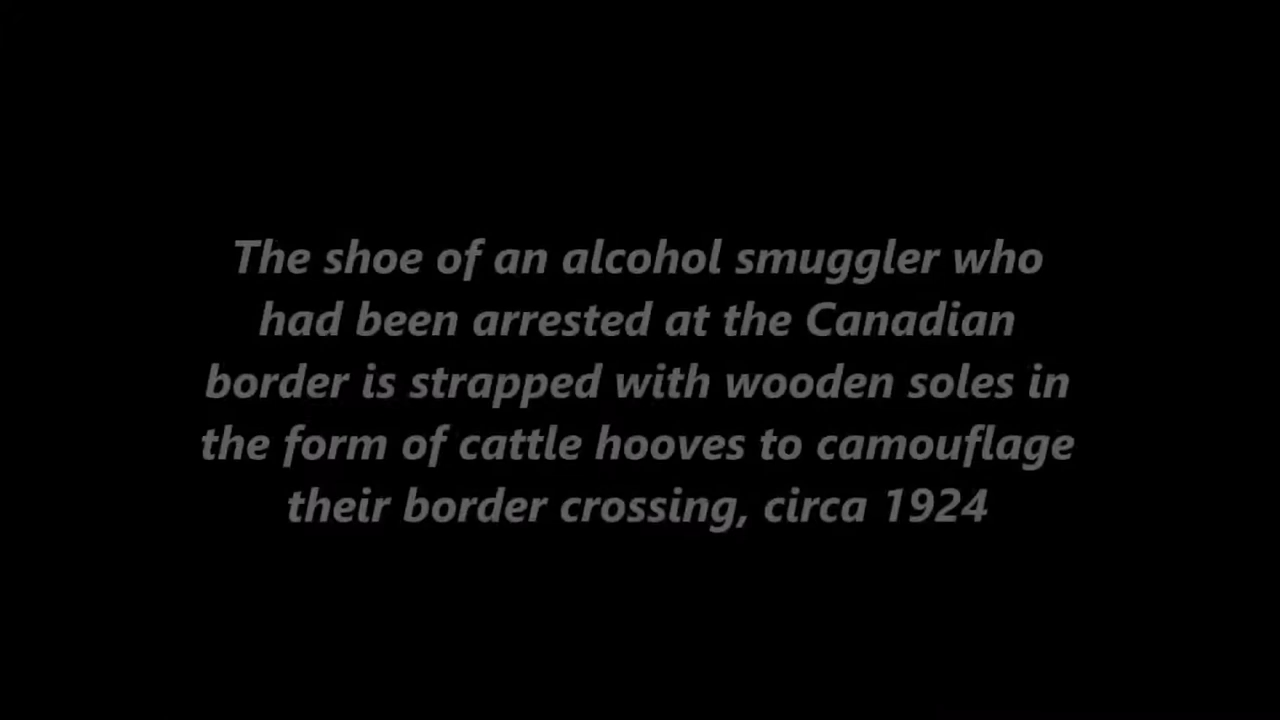 The shoe of an alcohol smuggler who
had been arrested at the Canadian
border is strapped with wooden soles in
the form of cattle hooves to camouflage
their border crossing, circa 1924